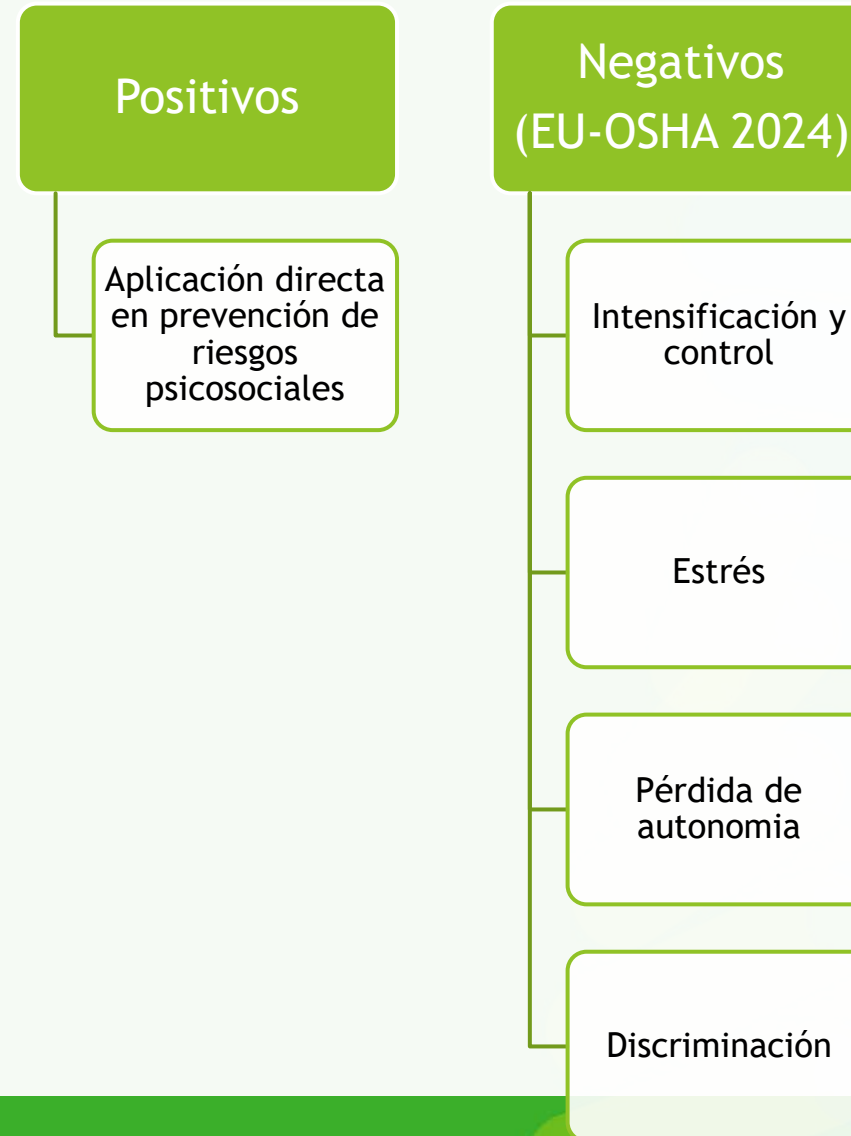 Positivos
Aplicación directa
en prevención de
riesgos
psicosociales
Negativos
(EU-OSHA 2024)
Intensificación y
control
Estrés
Pérdida de
autonomia
Discriminación